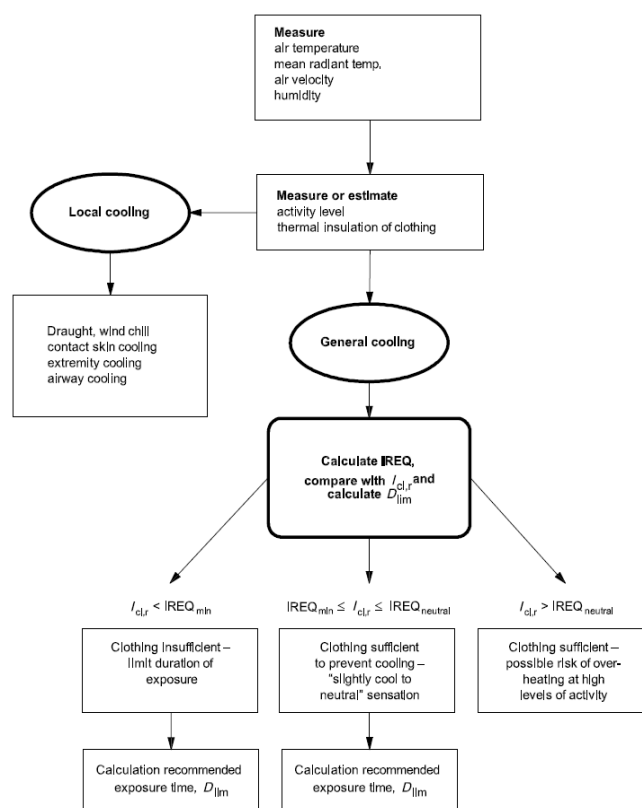 Measure
air temperature
mean radiant temp.
air velocity
humidity
Measure or estimate
activity level
thermal insulation of clothing
Local cooling
Draught, wind chill
contact skin cooling
extremity cooling
airway cooling
General cooling
Calculate IREQ,
compare with Icl,r and
calculate Dlim
Icl,r < IREQmin
IREQmin ≤ Icl,r ≤ IREQneutral
Icl,r > IREQneutral
Clothing insufficient –
limit duration of
exposure
Clothing sufficient
to prevent cooling –
"slightly cool to
neutral" sensation
Clothing sufficient –
possible risk of over-
heating at high
levels of activity
Calculation recommended
exposure time, Dlim
Calculation recommended
exposure time, Dlim